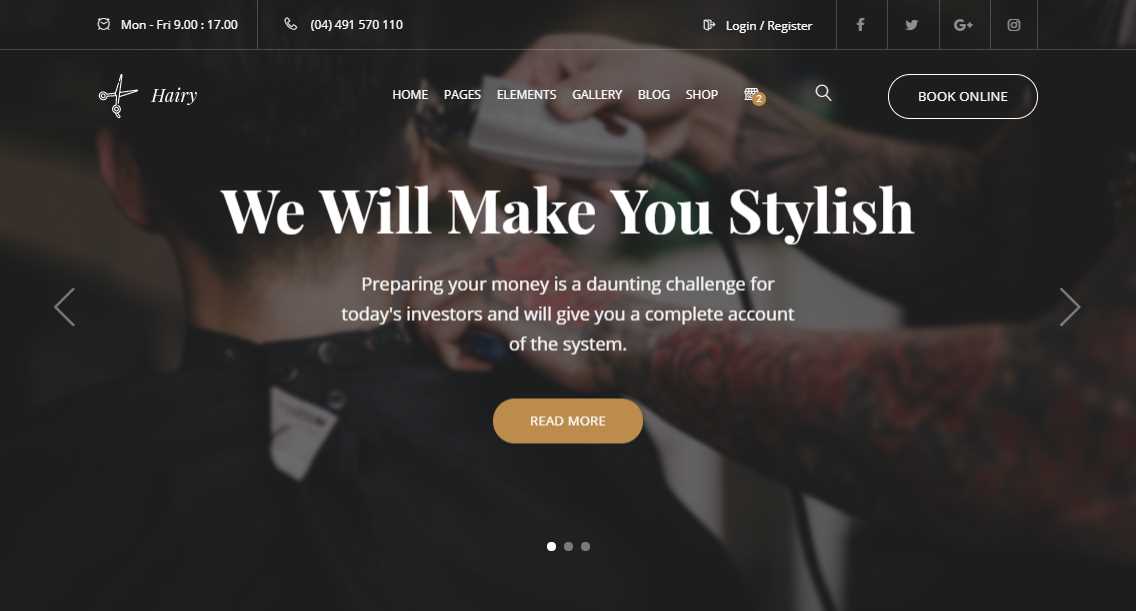 Mon - Fri 9.00 : 17.00
(04) 491 570 110
Login / Register
Hairy
HOME
PAGES
ELEMENTS
GALLERY
BLOG
SHOP
2
BOOK ONLINE
We Will Make You Stylish
Preparing your money is a daunting challenge for
today's investors and will give you a complete account
of the system.
READ MORE